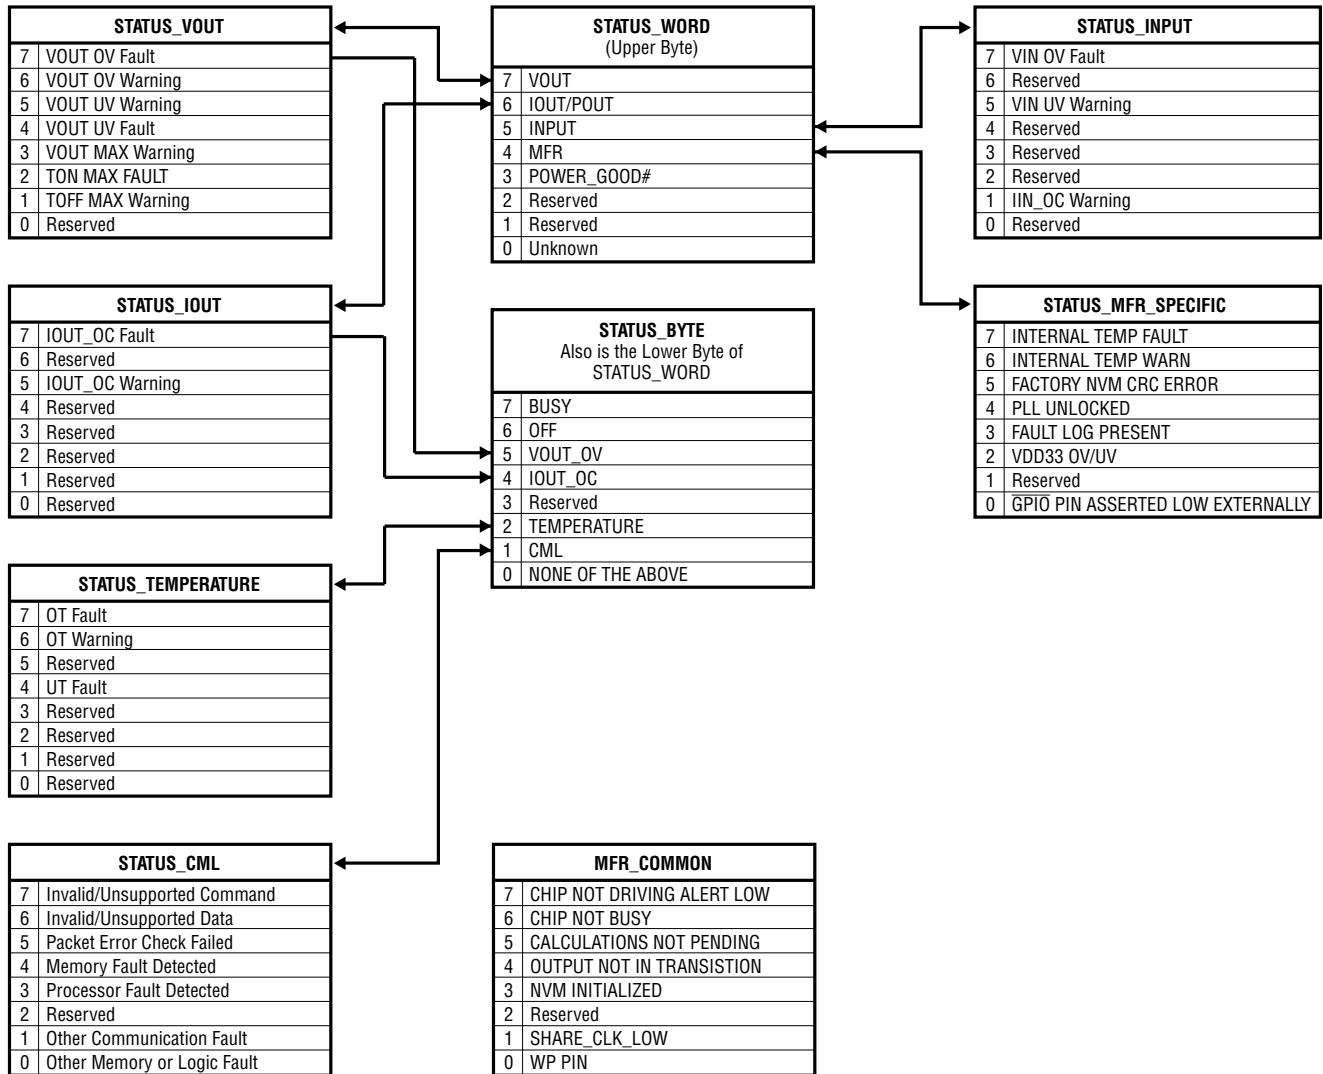 STATUS_VOUT
7 VOUT OV Fault
6 VOUT OV Warning
5 VOUT UV Warning
4 VOUT UV Fault
3 VOUT MAX Warning
2 TON MAX FAULT
1 TOFF MAX Warning
0 Reserved
STATUS_WORD
(Upper Byte)
7 VOUT
6 IOUT/POUT
5 INPUT
4 MFR
3 POWER_GOOD#
2 Reserved
1 Reserved
0 Unknown
STATUS_INPUT
7 VIN OV Fault
6 Reserved
5 VIN UV Warning
4 Reserved
3 Reserved
2 Reserved
1 IIN_OC Warning
0 Reserved
STATUS_IOUT
7 IOUT_OC Fault
6 Reserved
5 IOUT_OC Warning
4 Reserved
3 Reserved
2 Reserved
1 Reserved
0 Reserved
STATUS_BYTE
Also is the Lower Byte of
STATUS_WORD
7 BUSY
6 OFF
5 VOUT_OV
4 IOUT_OC
3 Reserved
2 TEMPERATURE
1 CML
0 NONE OF THE ABOVE
STATUS_MFR_SPECIFIC
7 INTERNAL TEMP FAULT
6 INTERNAL TEMP WARN
5 FACTORY NVM CRC ERROR
4 PLL UNLOCKED
3 FAULT LOG PRESENT
2 VDD33 OV/UV
1 Reserved
0 G̅P̅I̅O̅ PIN ASSERTED LOW EXTERNALLY
STATUS_TEMPERATURE
7 OT Fault
6 OT Warning
5 Reserved
4 UT Fault
3 Reserved
2 Reserved
1 Reserved
0 Reserved
STATUS_CML
7 Invalid/Unsupported Command
6 Invalid/Unsupported Data
5 Packet Error Check Failed
4 Memory Fault Detected
3 Processor Fault Detected
2 Reserved
1 Other Communication Fault
0 Other Memory or Logic Fault
MFR_COMMON
7 CHIP NOT DRIVING ALERT LOW
6 CHIP NOT BUSY
5 CALCULATIONS NOT PENDING
4 OUTPUT NOT IN TRANSISTION
3 NVM INITIALIZED
2 Reserved
1 SHARE_CLK_LOW
0 WP PIN